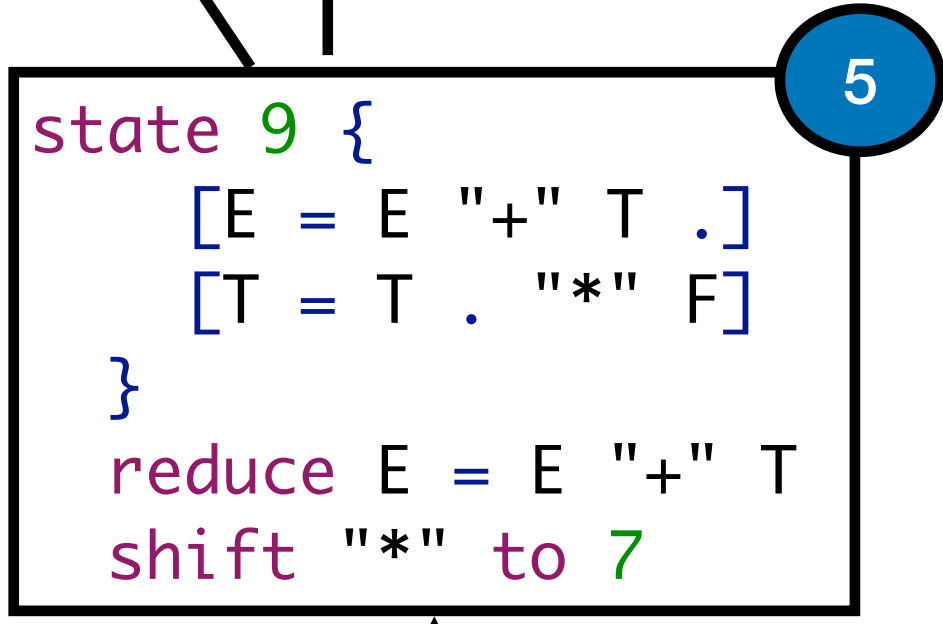 5
state 9 {
[E = E "+" T .]
[T = T . "*" F]
}
reduce E = E "+" T
shift "*" to 7